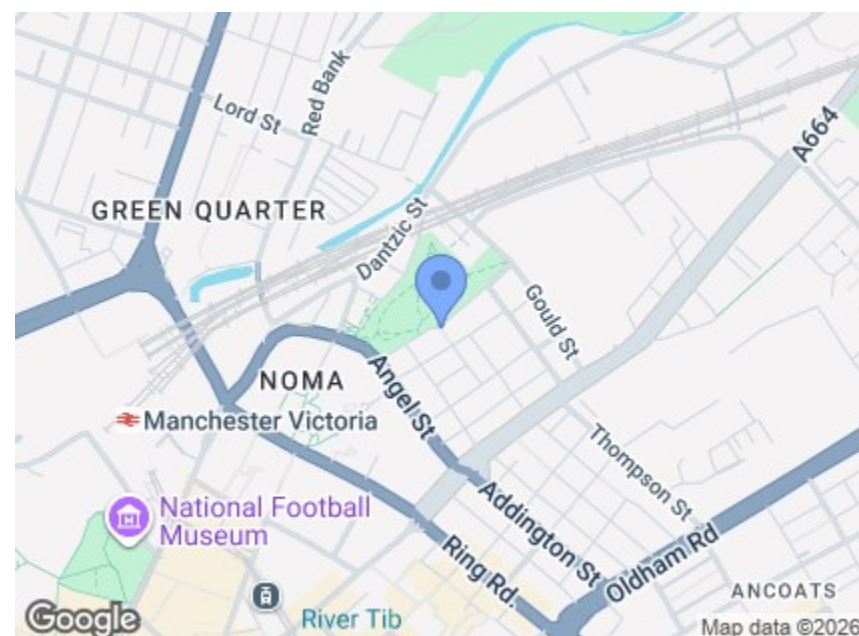 Red Bank
Lord St
A664
GREEN QUARTER
Dantzic St
Gould St
NOMA
Angel St
Manchester Victoria
Thompson St
National Football
Museum
Addington St
Oldham Rd
Ring Rd.
ANCOATS
River Tib
Google
Map data ©2026